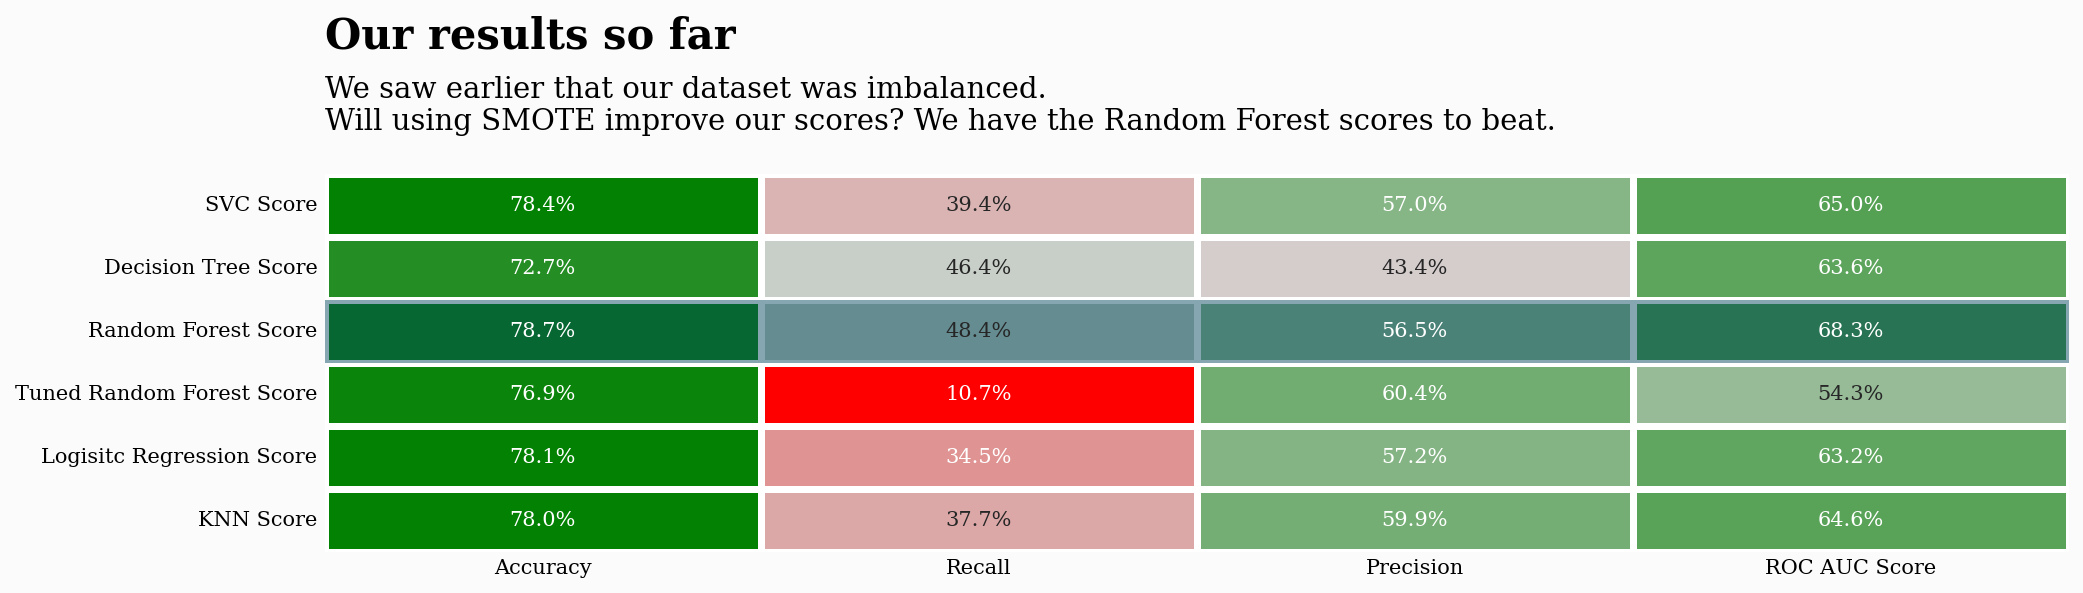 Our results so far
We saw earlier that our dataset was imbalanced.
Will using SMOTE improve our scores? We have the Random Forest scores to beat.
SVC Score 78.4% 39.4% 57.0% 65.0%
Decision Tree Score 72.7% 46.4% 43.4% 63.6%
Random Forest Score 78.7% 48.4% 56.5% 68.3%
Tuned Random Forest Score 76.9% 10.7% 60.4% 54.3%
Logisitc Regression Score 78.1% 34.5% 57.2% 63.2%
KNN Score 78.0% 37.7% 59.9% 64.6%
Accuracy Recall Precision ROC AUC Score